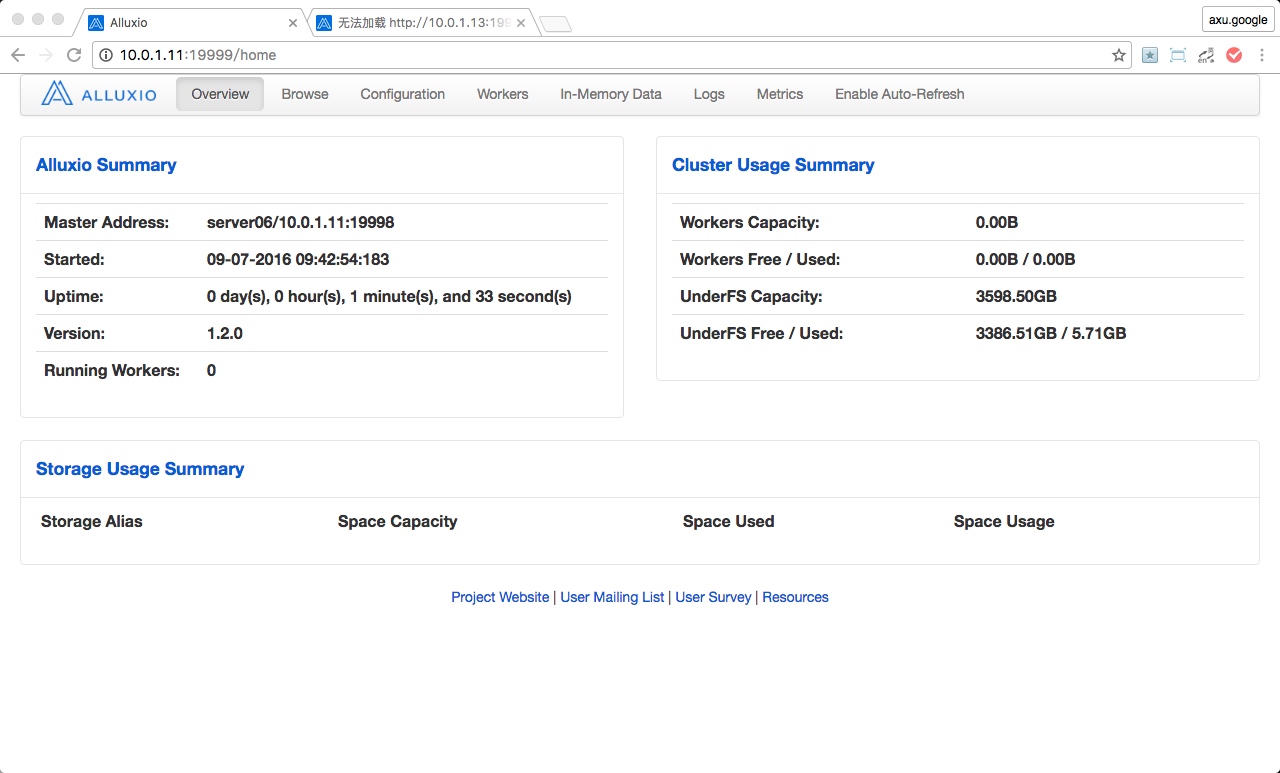 Alluxio
无法加载 http://10.0.1.13:199
axu.google
10.0.1.11:19999/home
ALLUXIO Overview Browse Configuration Workers In-Memory Data Logs Metrics Enable Auto-Refresh
Alluxio Summary
Master Address: server06/10.0.1.11:19998
Started: 09-07-2016 09:42:54:183
Uptime: 0 day(s), 0 hour(s), 1 minute(s), and 33 second(s)
Version: 1.2.0
Running Workers: 0
Cluster Usage Summary
Workers Capacity: 0.00B
Workers Free / Used: 0.00B / 0.00B
UnderFS Capacity: 3598.50GB
UnderFS Free / Used: 3386.51GB / 5.71GB
Storage Usage Summary
Storage Alias Space Capacity Space Used Space Usage
Project Website | User Mailing List | User Survey | Resources